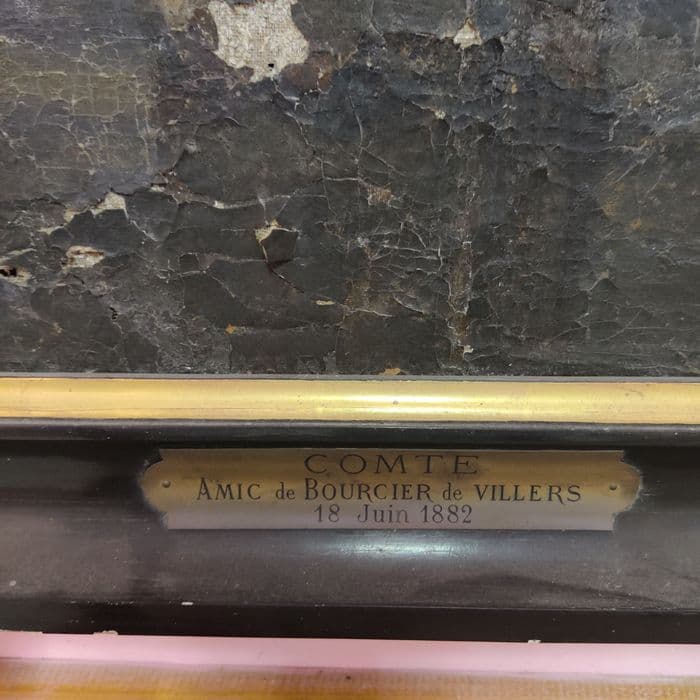 COMTE
AMIC de BOURCIER de VILLERS
18 Juin 1882